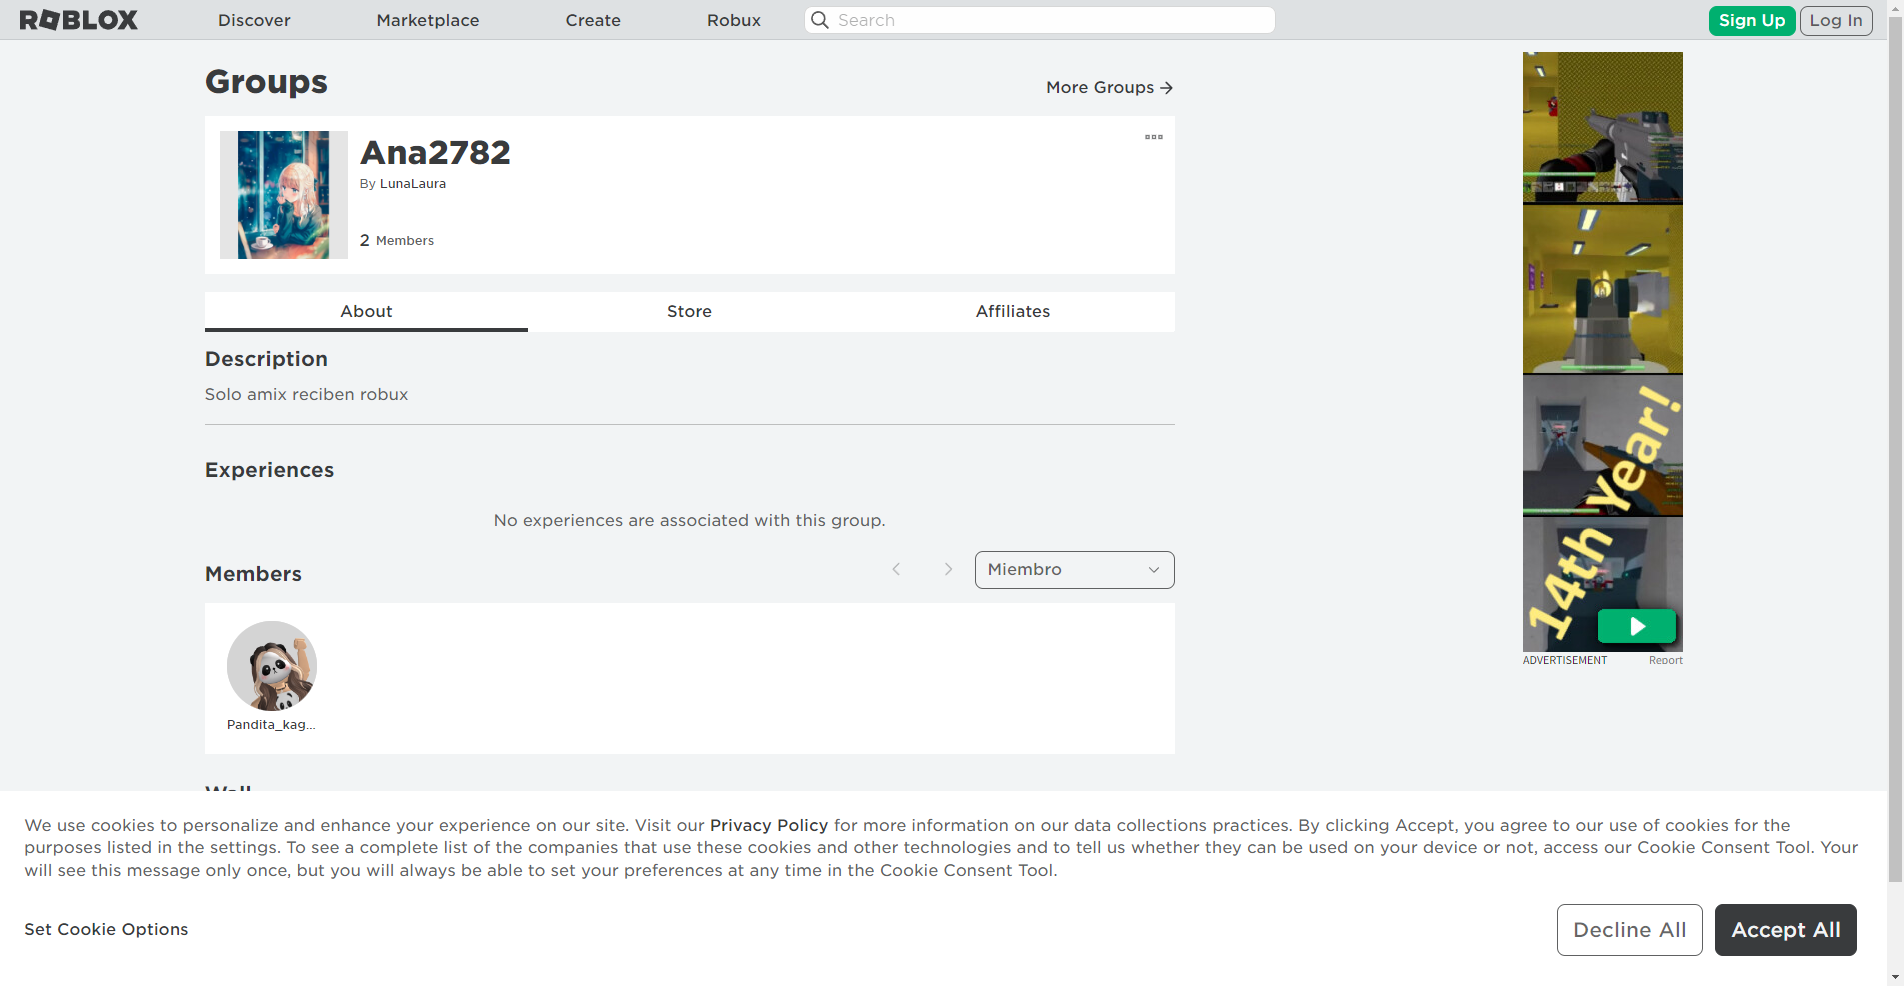 ROBLOX
Discover
Marketplace
Create
Robux
Search
Sign Up
Log In
Groups
More Groups
Ana2782
By LunaLaura
2 Members
About
Store
Affiliates
Description
Solo amix reciben robux
Experiences
No experiences are associated with this group.
Members
Miembro
Pandita_kag...
14th Year!
ADVERTISEMENT
Report
We use cookies to personalize and enhance your experience on our site. Visit our Privacy Policy for more information on our data collections practices. By clicking Accept, you agree to our use of cookies for the
purposes listed in the settings. To see a complete list of the companies that use these cookies and other technologies and to tell us whether they can be used on your device or not, access our Cookie Consent Tool. Your
will see this message only once, but you will always be able to set your preferences at any time in the Cookie Consent Tool.
Set Cookie Options
Decline All
Accept All